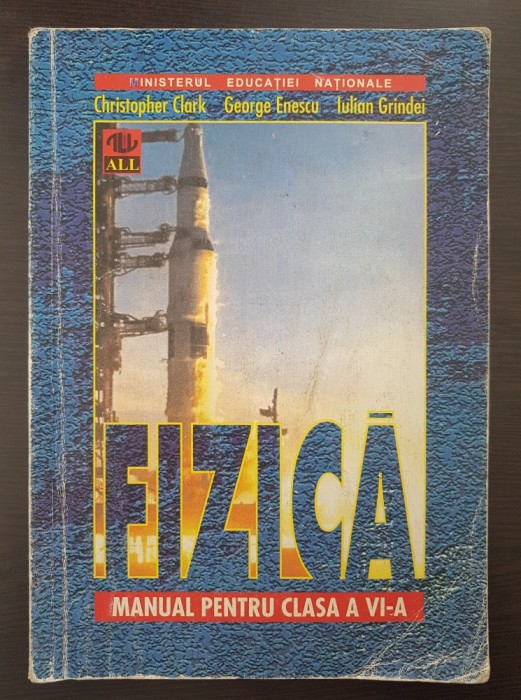 MINISTERUL EDUCAȚIEI NAȚIONALE
Christopher Clark George Enescu Iulian Grindei
ALL
FIZICĂ
MANUAL PENTRU CLASA A VI-A